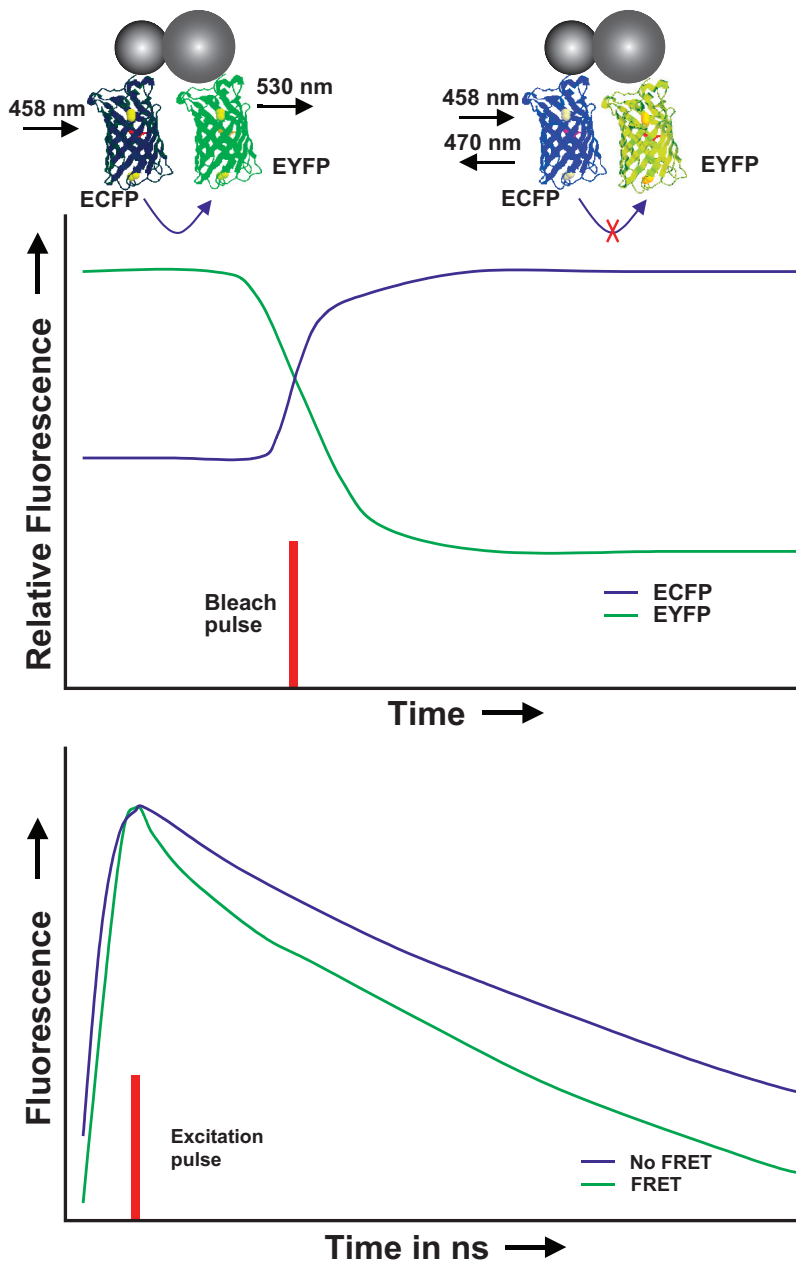 458 nm
530 nm
ECFP
EYFP
458 nm
470 nm
ECFP
EYFP
Relative Fluorescence
Bleach
pulse
ECFP
EYFP
Time
Fluorescence
Excitation
pulse
No FRET
FRET
Time in ns